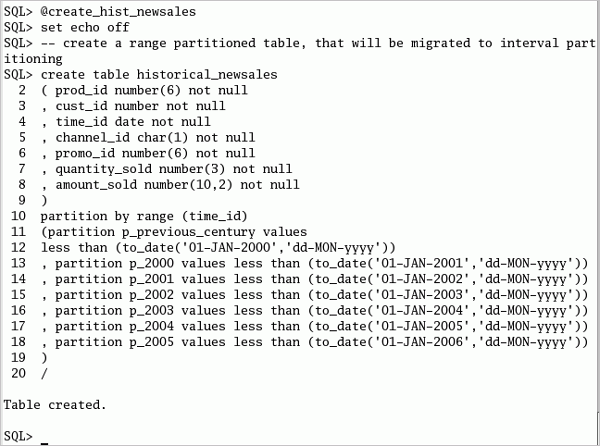 SQL> @create_hist_newsales
SQL> set echo off
SQL> -- create a range partitioned table, that will be migrated to interval part
itioning
SQL> create table historical_newsales
2 ( prod_id number(6) not null
3 , cust_id number not null
4 , time_id date not null
5 , channel_id char(1) not null
6 , promo_id number(6) not null
7 , quantity_sold number(3) not null
8 , amount_sold number(10,2) not null
9 )
10 partition by range (time_id)
11 (partition p_previous_century values
12 less than (to_date('01-JAN-2000','dd-MON-yyyy'))
13 , partition p_2000 values less than (to_date('01-JAN-2001','dd-MON-yyyy'))
14 , partition p_2001 values less than (to_date('01-JAN-2002','dd-MON-yyyy'))
15 , partition p_2002 values less than (to_date('01-JAN-2003','dd-MON-yyyy'))
16 , partition p_2003 values less than (to_date('01-JAN-2004','dd-MON-yyyy'))
17 , partition p_2004 values less than (to_date('01-JAN-2005','dd-MON-yyyy'))
18 , partition p_2005 values less than (to_date('01-JAN-2006','dd-MON-yyyy'))
19 )
20 /
Table created.
SQL> _